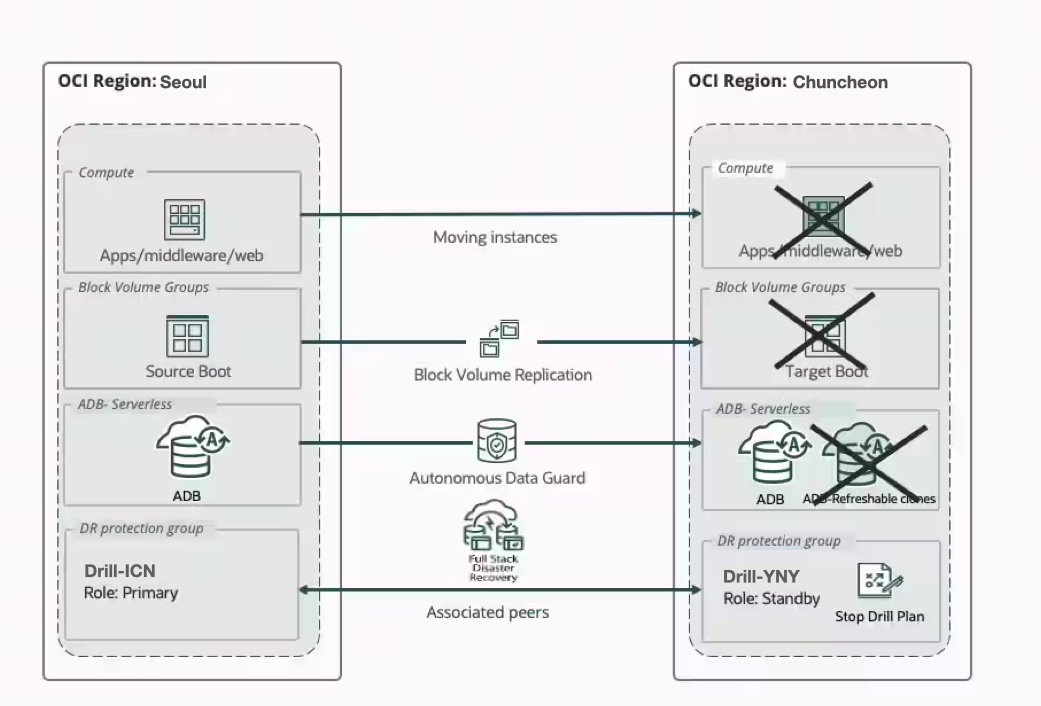 OCI Region: Seoul
Compute
Apps/middleware/web
Block Volume Groups
Source Boot
ADB- Serverless
A
ADB
DR protection group
Drill-ICN
Role: Primary
Moving instances
Block Volume Replication
Autonomous Data Guard
Full Stack
Disaster
Recovery
Associated peers
OCI Region: Chuncheon
Compute
Apps/middleware/web
Block Volume Groups
Target Boot
ADB- Serverless
A
A
ADB
ADB-Refreshable clones
DR protection group
Drill-YNY
Role: Standby
Stop Drill Plan